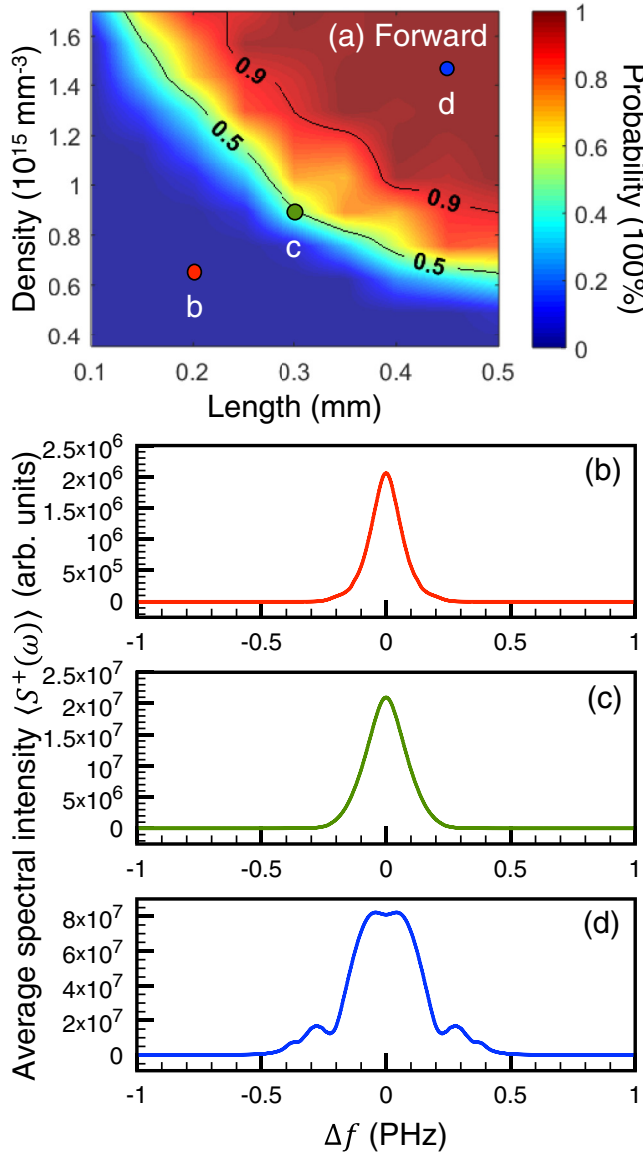 (a) Forward
1.6
1.4
1.2
1
0.8
0.6
0.4
Density (10¹⁵ mm⁻³)
0.9
0.5
0.9
0.5
b
c
d
0.1 0.2 0.3 0.4 0.5
Length (mm)
1
0.8
0.6
0.4
0.2
0
Probability (100%)
Average spectral intensity ⟨S⁺(ω)⟩ (arb. units)
(b)
2.5x10⁶
2x10⁶
1.5x10⁶
1x10⁶
5x10⁵
0
-1 -0.5 0 0.5 1
(c)
2.5x10⁷
2x10⁷
1.5x10⁷
1x10⁷
5x10⁶
0
-1 -0.5 0 0.5 1
(d)
8x10⁷
6x10⁷
4x10⁷
2x10⁷
0
-1 -0.5 0 0.5 1
Δf (PHz)